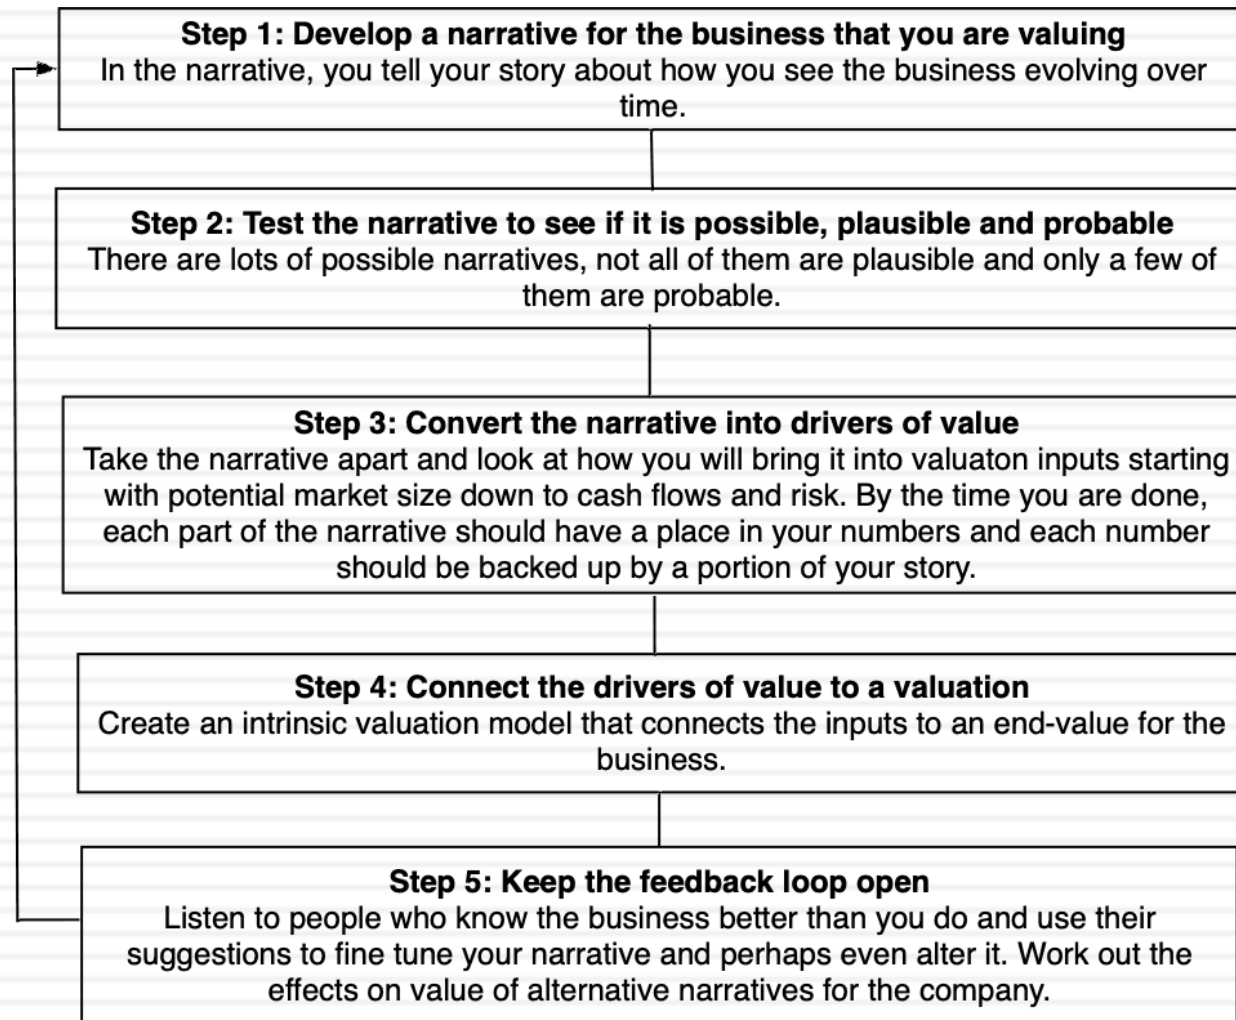 Step 1: Develop a narrative for the business that you are valuing
In the narrative, you tell your story about how you see the business evolving over
time.
Step 2: Test the narrative to see if it is possible, plausible and probable
There are lots of possible narratives, not all of them are plausible and only a few of
them are probable.
Step 3: Convert the narrative into drivers of value
Take the narrative apart and look at how you will bring it into valuaton inputs starting
with potential market size down to cash flows and risk. By the time you are done,
each part of the narrative should have a place in your numbers and each number
should be backed up by a portion of your story.
Step 4: Connect the drivers of value to a valuation
Create an intrinsic valuation model that connects the inputs to an end-value for the
business.
Step 5: Keep the feedback loop open
Listen to people who know the business better than you do and use their
suggestions to fine tune your narrative and perhaps even alter it. Work out the
effects on value of alternative narratives for the company.